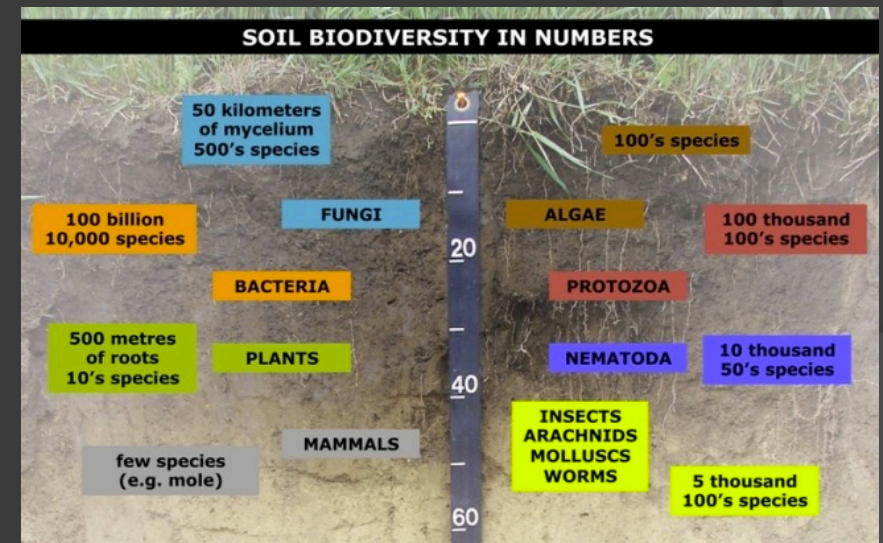 SOIL BIODIVERSITY IN NUMBERS
50 kilometers
of mycelium
500's species
100's species
100 billion
10,000 species
FUNGI
ALGAE
100 thousand
100's species
20
BACTERIA
PROTOZOA
500 metres
of roots
10's species
PLANTS
NEMATODA
10 thousand
50's species
40
INSECTS
ARACHNIDS
MOLLUSCS
WORMS
MAMMALS
few species
(e.g. mole)
5 thousand
100's species
60